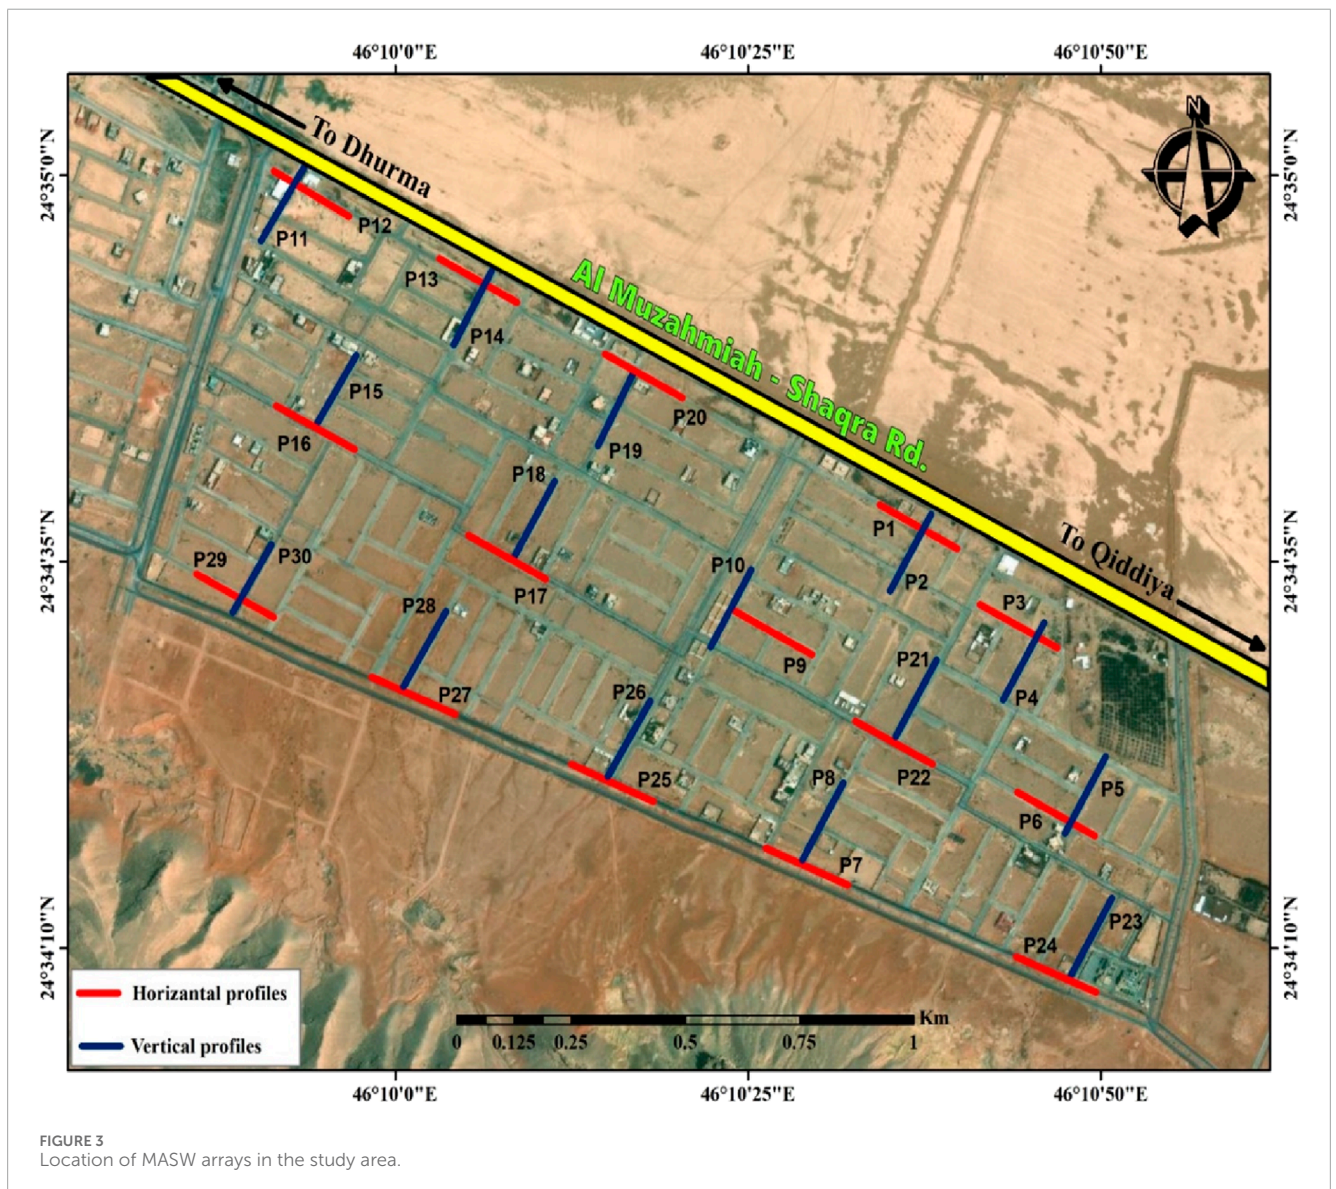 46°10'0"E
46°10'25"E
46°10'50"E
N
To Dhurma
24°35'0"N
24°35'0"N
P12
P11
P13
Al Muzahmiah - Shaqra Rd.
P14
P15
P20
P16
P19
P18
P1
To Qiddiya
24°34'35"N
24°34'35"N
P29
P30
P10
P2
P17
P28
P3
P9
P21
P4
P27
P26
P22
P25
P8
P5
P6
P7
P23
P24
24°34'10"N
24°34'10"N
Horizantal profiles
Vertical profiles
Km
0 0.125 0.25 0.5 0.75 1
46°10'0"E
46°10'25"E
46°10'50"E
FIGURE 3
Location of MASW arrays in the study area.